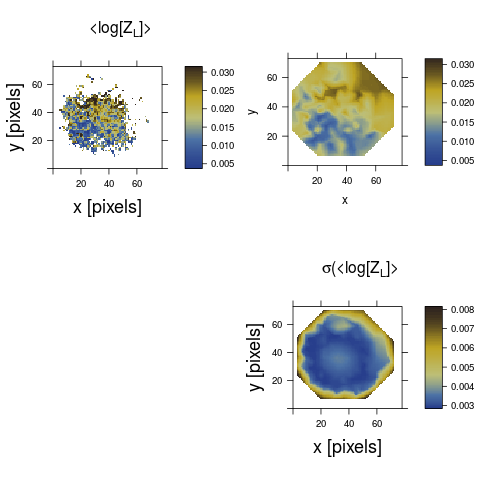 <log[Z_L]>
y [pixels]
60
40
20
20 40 60
x [pixels]
0.030
0.025
0.020
0.015
0.010
0.005
y
60
40
20
20 40 60
x
0.030
0.025
0.020
0.015
0.010
0.005
σ(<log[Z_L]>
y [pixels]
60
40
20
20 40 60
x [pixels]
0.008
0.007
0.006
0.005
0.004
0.003